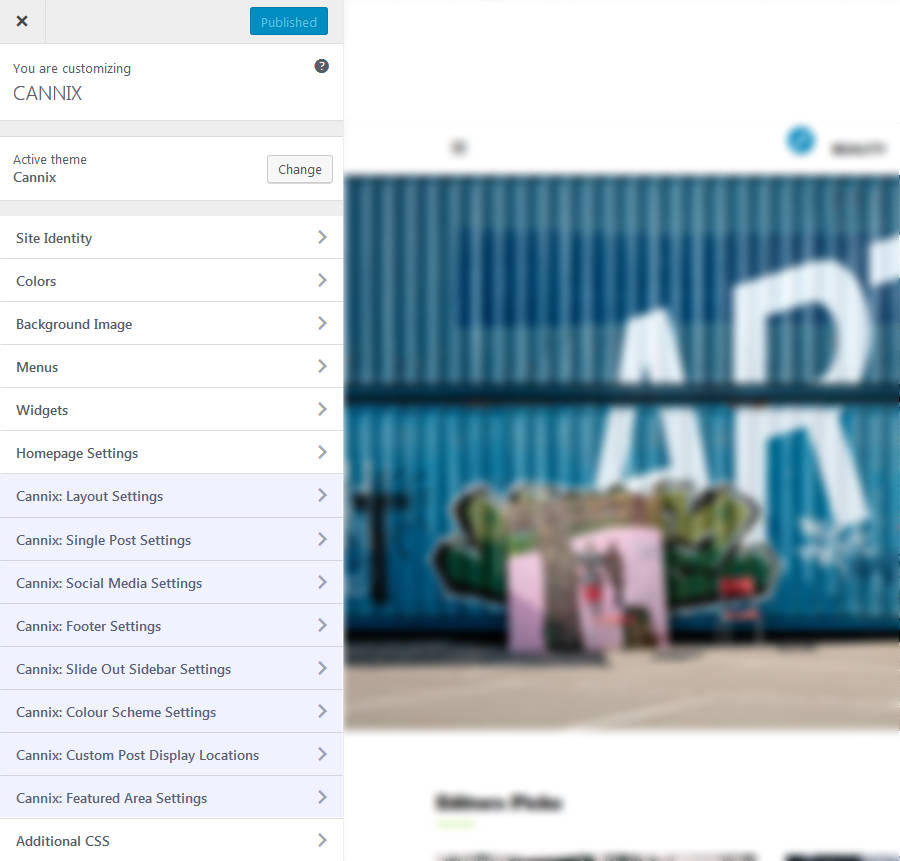 Published
You are customizing
CANNIX
Active theme
Cannix
Change
Site Identity
Colors
Background Image
Menus
Widgets
Homepage Settings
Cannix: Layout Settings
Cannix: Single Post Settings
Cannix: Social Media Settings
Cannix: Footer Settings
Cannix: Slide Out Sidebar Settings
Cannix: Colour Scheme Settings
Cannix: Custom Post Display Locations
Cannix: Featured Area Settings
Additional CSS
BEAUTY
ART
Editors Picks